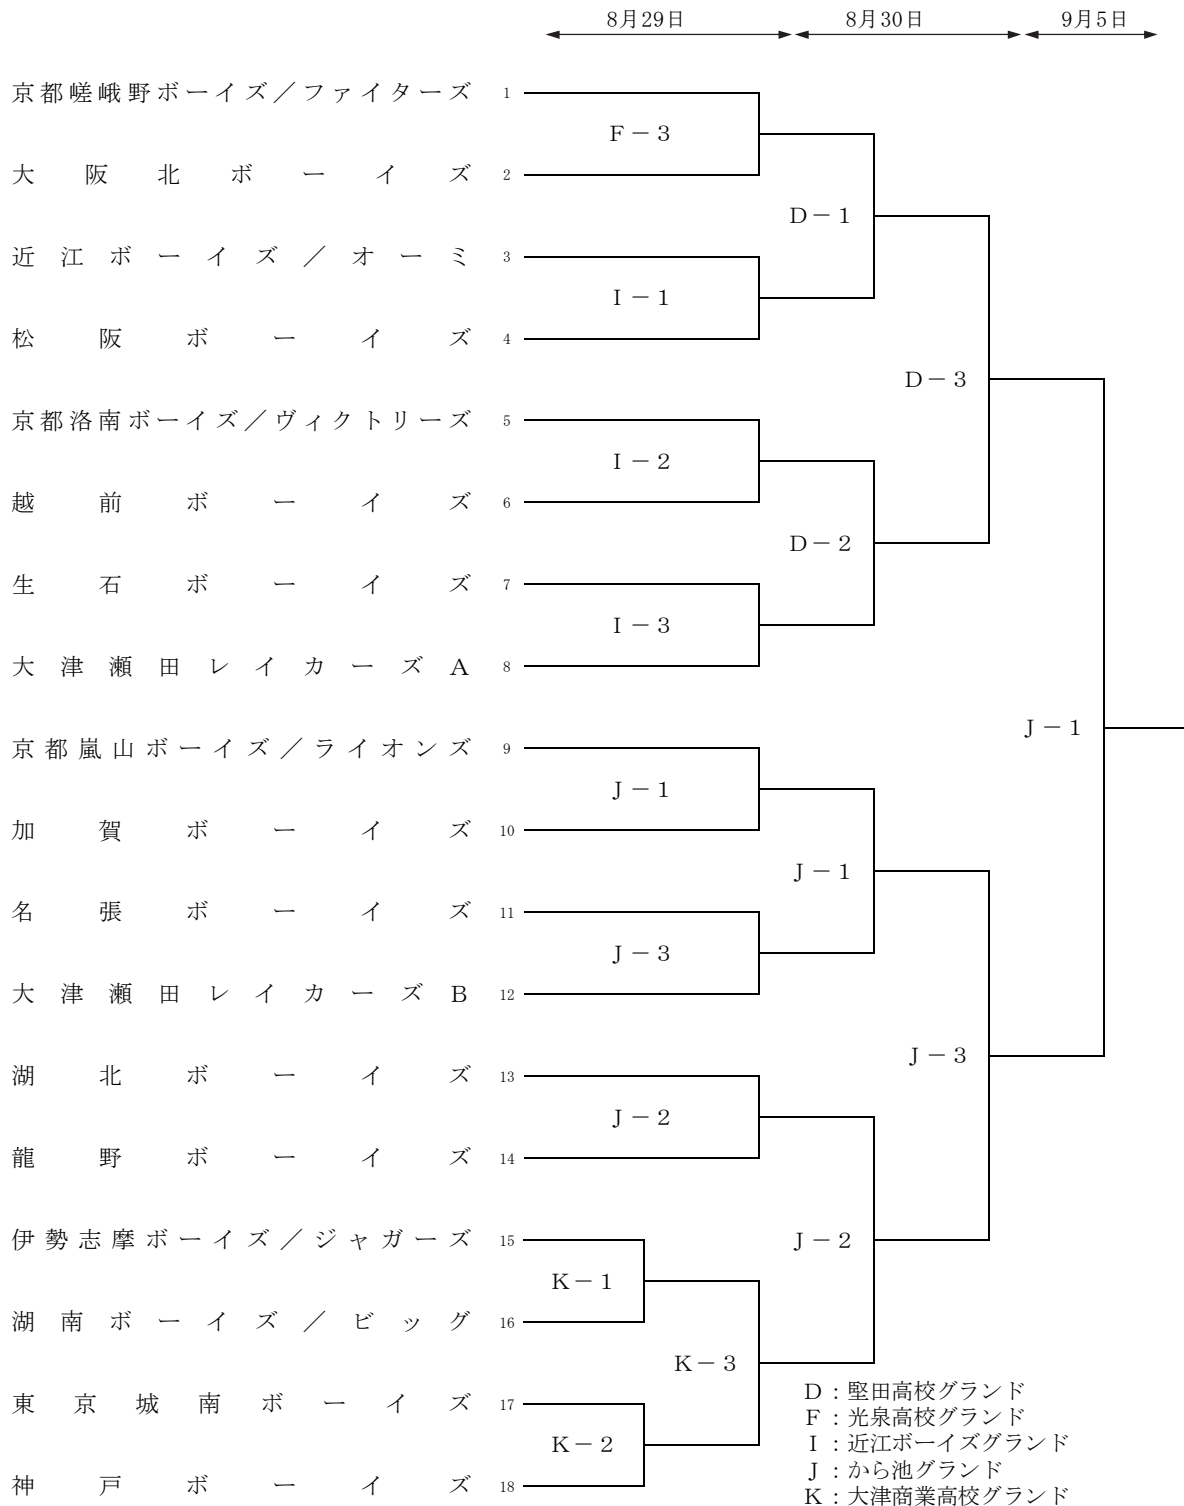 8月29日 8月30日 9月5日
京都嵯峨野ボーイズ／ファイターズ 1
F－3
大阪北ボーイズ 2
D－1
近江ボーイズ／オーミ 3
I－1
松阪ボーイズ 4
D－3
京都洛南ボーイズ／ヴィクトリーズ 5
I－2
越前ボーイズ 6
D－2
生石ボーイズ 7
I－3
大津瀬田レイカーズA 8
J－1
京都嵐山ボーイズ／ライオンズ 9
J－1
加賀ボーイズ 10
J－1
名張ボーイズ 11
J－3
大津瀬田レイカーズB 12
J－3
湖北ボーイズ 13
J－2
龍野ボーイズ 14
伊勢志摩ボーイズ／ジャガーズ 15
J－2
K－1
湖南ボーイズ／ビッグ 16
K－3
東京城南ボーイズ 17
K－2
神戸ボーイズ 18
D：堅田高校グランド
F：光泉高校グランド
I：近江ボーイズグランド
J：から池グランド
K：大津商業高校グランド